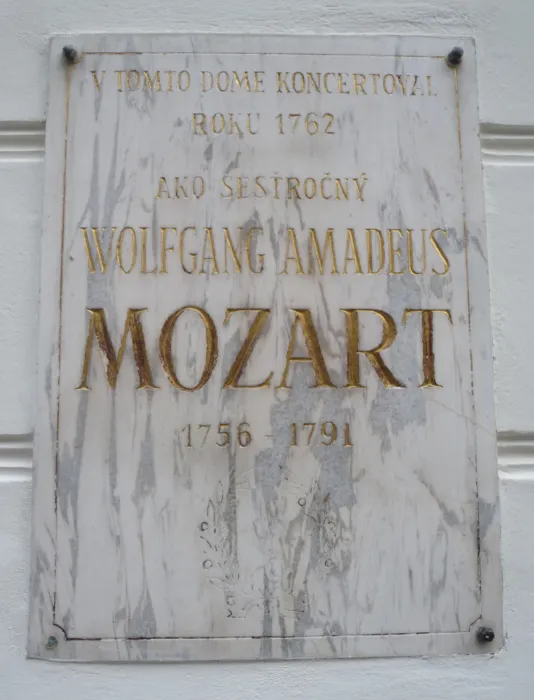 V TOMTO DOME KONCERTOVAL
ROKU 1762
AKO ŠESŤROČNÝ
WOLFGANG AMADEUS
MOZART
1756 - 1791